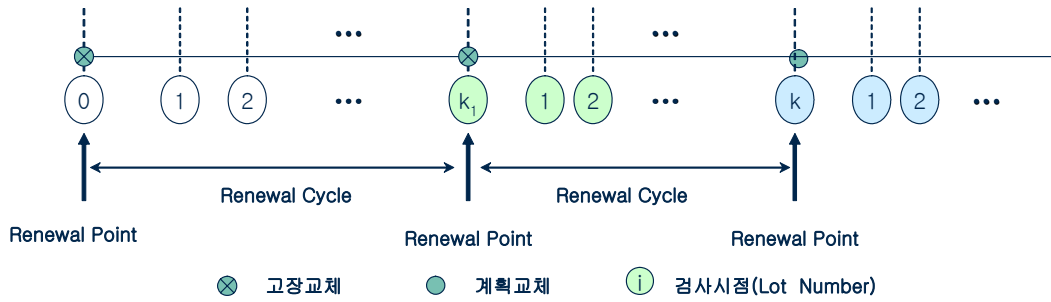 ... ...
0 1 2 ... k₁ 1 2 ... k 1 2 ...
Renewal Cycle Renewal Cycle
Renewal Point Renewal Point Renewal Point
고장교체 계획교체 i 검사시점(Lot Number)